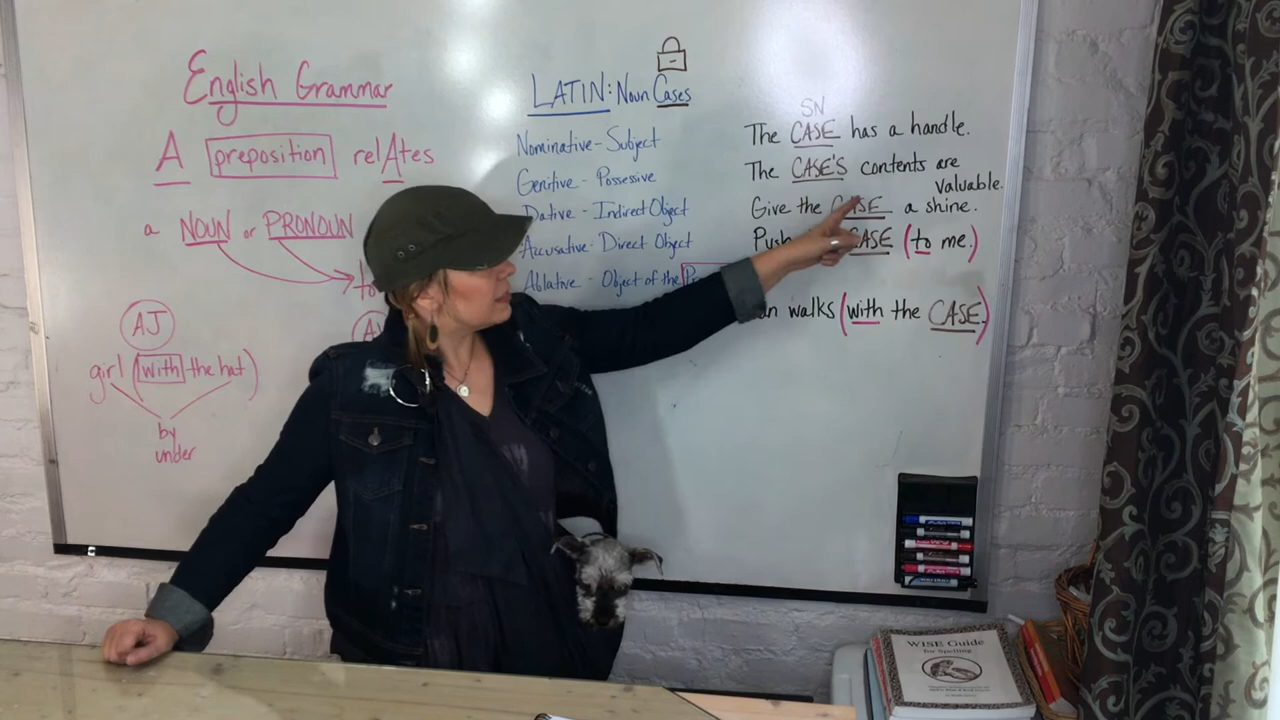 English Grammar
A preposition relAtes
a NOUN or PRONOUN
to
AJ
girl (with the hat)
by
under
LATIN: Noun Cases
Nominative - Subject
Genitive - Possessive
Dative - Indirect Object
Accusative - Direct Object
Ablative - Object of the
SN
The CASE has a handle.
The CASE'S contents are
valuable.
Give the CASE a shine.
Push CASE (to me.)
walks (with the CASE.)
WISE Guide
for Spelling